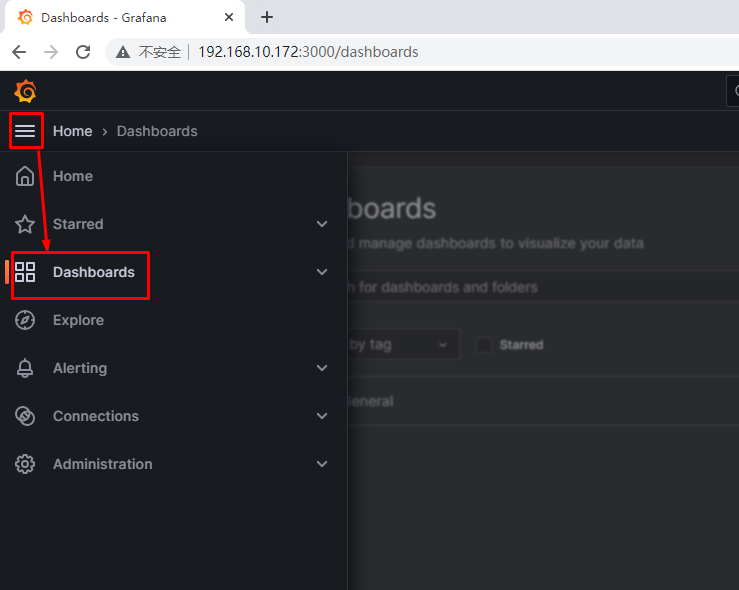 Dashboards - Grafana
不安全 192.168.10.172:3000/dashboards
Home › Dashboards
Home
Starred
Dashboards
Explore
Alerting
Connections
Administration
boards
d manage dashboards to visualize your data
h for dashboards and folders
by tag
Starred
General